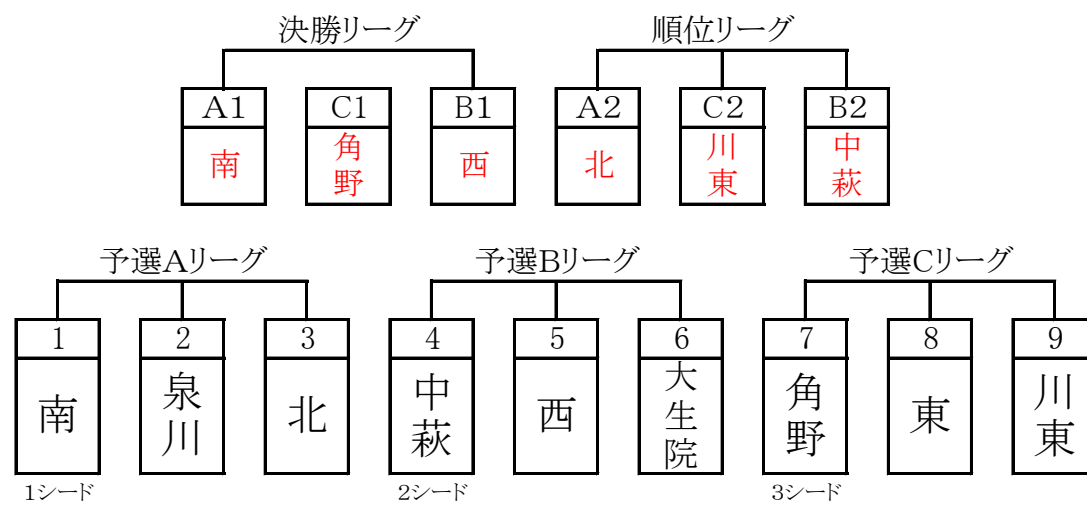 決勝リーグ 順位リーグ
A1 C1 B1 A2 C2 B2
南 角野 西 北 川東 中萩
予選Aリーグ 予選Bリーグ 予選Cリーグ
1 2 3 4 5 6 7 8 9
南 泉川 北 中萩 西 大生院 角野 東 川東
1シード 2シード 3シード